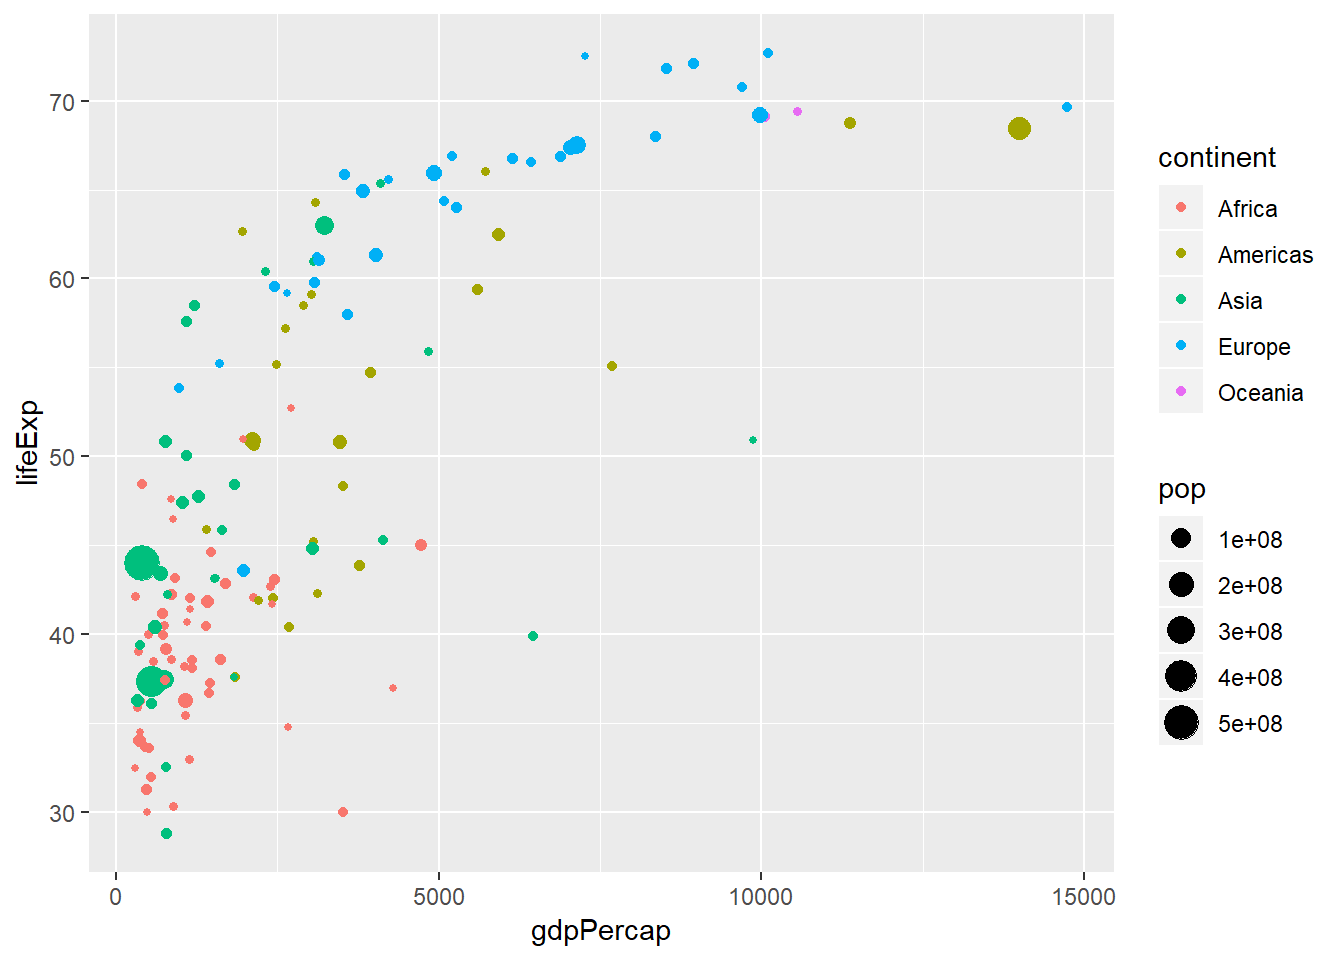 70
60
50
40
30
lifeExp
0
5000
10000
15000
gdpPercap
continent
Africa
Americas
Asia
Europe
Oceania
pop
1e+08
2e+08
3e+08
4e+08
5e+08